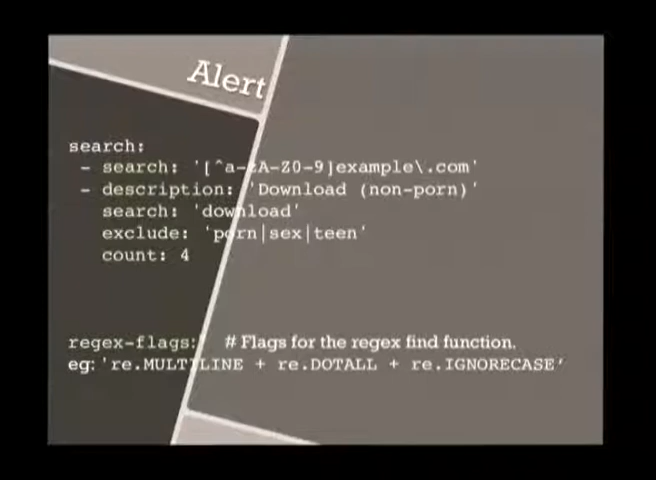 Alert
search:
- search: '[^a-zA-Z0-9]example\.com'
- description: 'Download (non-porn)'
search: 'download'
exclude: 'porn|sex|teen'
count: 4
regex-flags: # Flags for the regex find function.
eg: 're.MULTILINE + re.DOTALL + re.IGNORECASE'